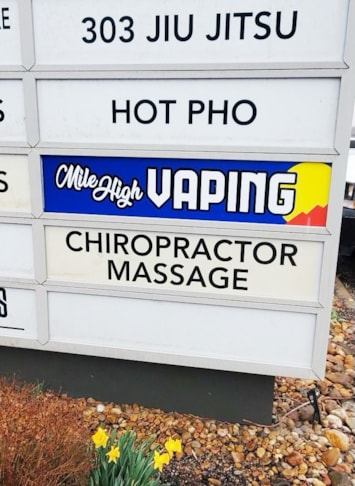 303 JIU JITSU
HOT PHO
Mile High VAPING
CHIROPRACTOR
MASSAGE